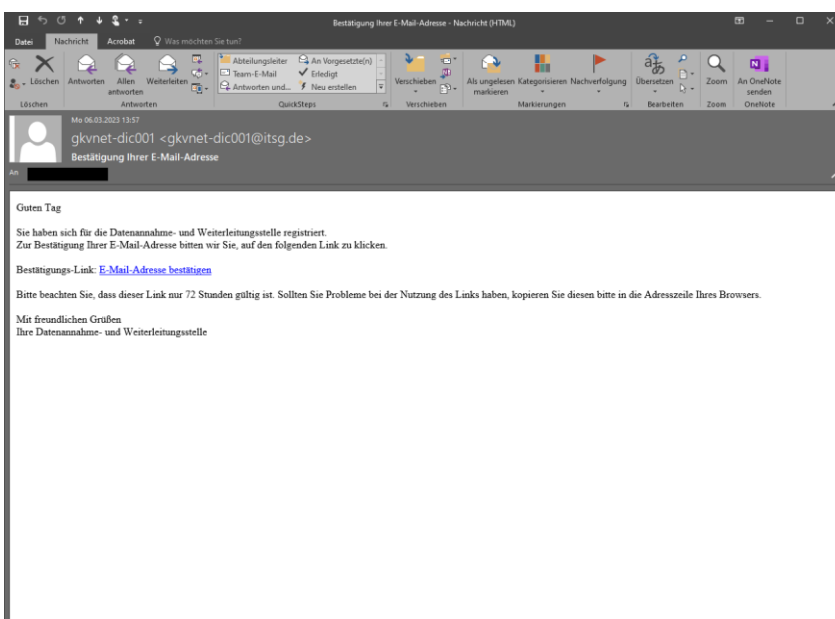 Bestätigung Ihrer E-Mail-Adresse - Nachricht (HTML)
Datei Nachricht Acrobat Was möchten Sie tun?
Löschen
Antworten
Allen antworten
Weiterleiten
Abteilungsleiter
Team-E-Mail
Antworten und...
An Vorgesetzte(n)
Erledigt
Neu erstellen
Verschieben
Als ungelesen markieren
Kategorisieren
Nachverfolgung
Übersetzen
Zoom
An OneNote senden
Löschen Antworten QuickSteps Verschieben Markierungen Bearbeiten Zoom OneNote
Mo 06.03.2023 13:57
gkvnet-dic001 <gkvnet-dic001@itsg.de>
Bestätigung Ihrer E-Mail-Adresse
An
Guten Tag
Sie haben sich für die Datenannahme- und Weiterleitungsstelle registriert.
Zur Bestätigung Ihrer E-Mail-Adresse bitten wir Sie, auf den folgenden Link zu klicken.
Bestätigungs-Link: E-Mail-Adresse bestätigen
Bitte beachten Sie, dass dieser Link nur 72 Stunden gültig ist. Sollten Sie Probleme bei der Nutzung des Links haben, kopieren Sie diesen bitte in die Adresszeile Ihres Browsers.
Mit freundlichen Grüßen
Ihre Datenannahme- und Weiterleitungsstelle